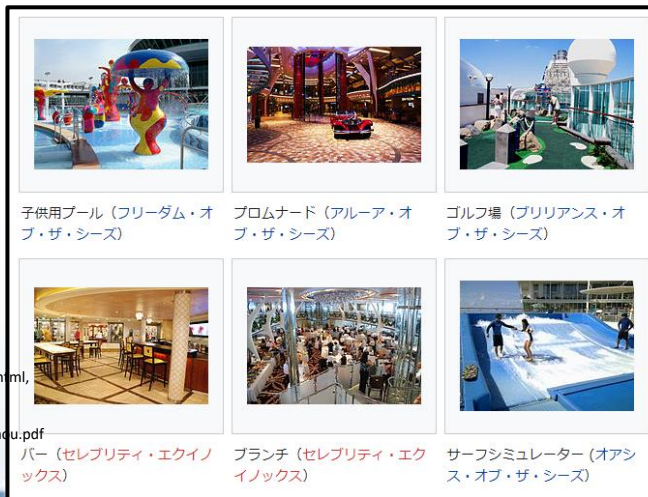 子供用プール（フリーダム・オ
ブ・ザ・シーズ）
プロムナード（アルーア・オ
ブ・ザ・シーズ）
ゴルフ場（ブリリアンス・オ
ブ・ザ・シーズ）
tml,
ou.pdf
バー（セレブリティ・エクイノ
ックス）
ブランチ（セレブリティ・エク
イノックス）
サーフシミュレーター (オアシ
ス・オブ・ザ・シーズ）